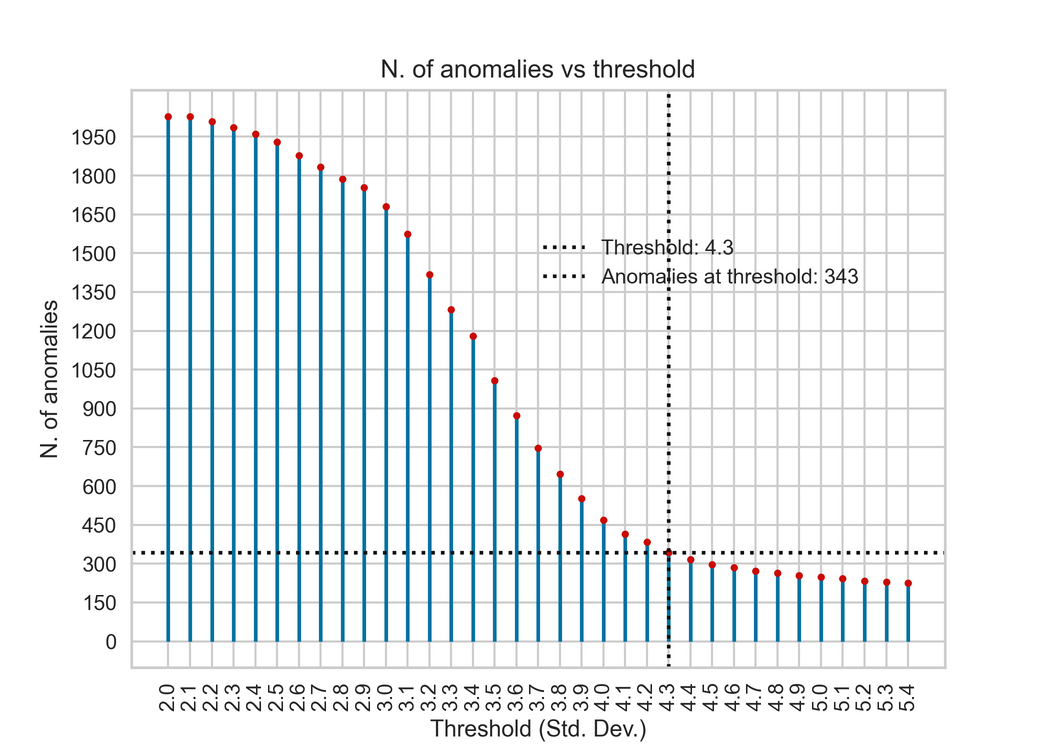 N. of anomalies vs threshold
N. of anomalies
1950
1800
1650
1500
1350
1200
1050
900
750
600
450
300
150
0
Threshold: 4.3
Anomalies at threshold: 343
2.0 2.1 2.2 2.3 2.4 2.5 2.6 2.7 2.8 2.9 3.0 3.1 3.2 3.3 3.4 3.5 3.6 3.7 3.8 3.9 4.0 4.1 4.2 4.3 4.4 4.5 4.6 4.7 4.8 4.9 5.0 5.1 5.2 5.3 5.4
Threshold (Std. Dev.)